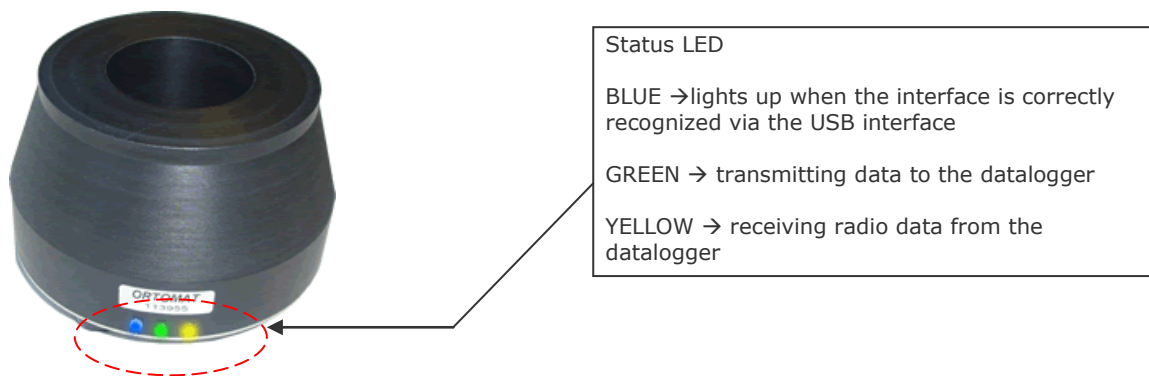 Status LED
BLUE →lights up when the interface is correctly
recognized via the USB interface
GREEN → transmitting data to the datalogger
YELLOW → receiving radio data from the
datalogger
ORTOMAT
113955